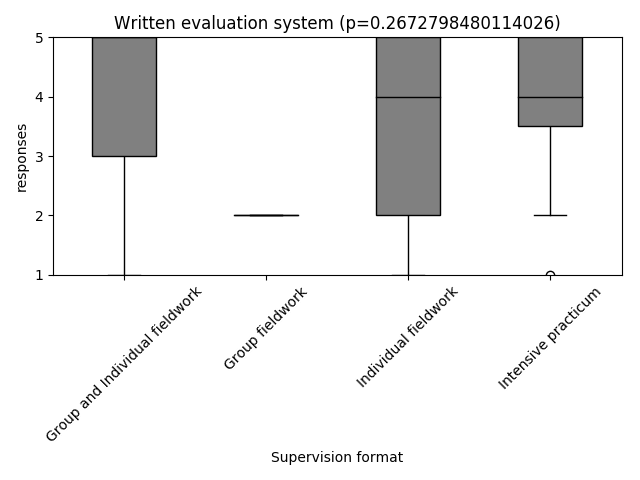 Written evaluation system (p=0.2672798480114026)
responses
5
4
3
2
1
Group and Individual fieldwork
Group fieldwork
Individual fieldwork
Intensive practicum
Supervision format